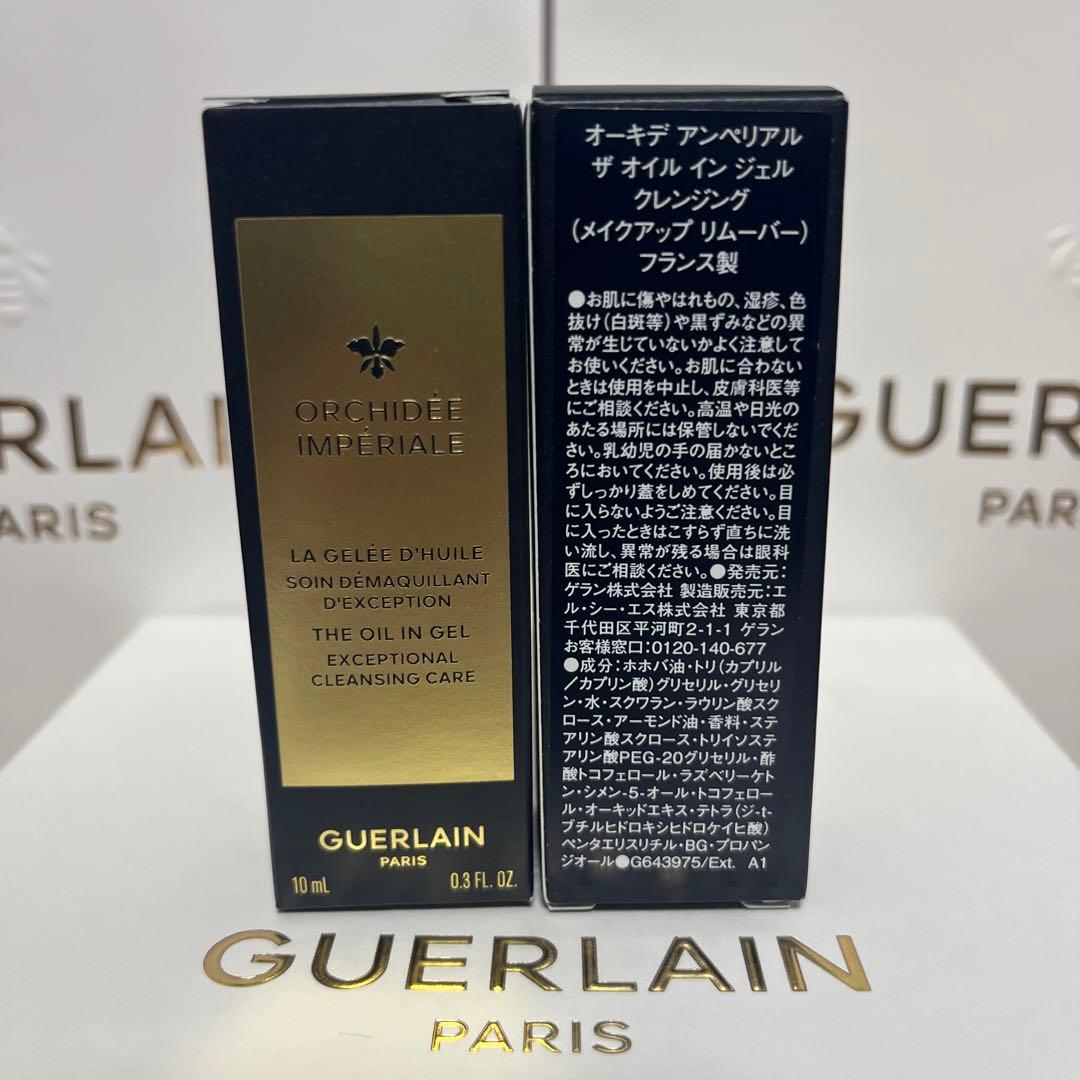 ORCHIDÉE
IMPÉRIALE
LA GELÉE D'HUILE
SOIN DÉMAQUILLANT
D'EXCEPTION
THE OIL IN GEL
EXCEPTIONAL
CLEANSING CARE
GUERLAIN
PARIS
10 mL 0.3 FL. OZ.
オーキデ アンペリアル
ザ オイル イン ジェル
クレンジング
(メイクアップ リムーバー)
フランス製
●お肌に傷やはれもの、湿疹、色
抜け(白斑等)や黒ずみなどの異
常が生じていないかよく注意して
お使いください。お肌に合わない
ときは使用を中止し、皮膚科医等
にご相談ください。高温や日光の
あたる場所には保管しないでくだ
さい。乳幼児の手の届かないとこ
ろにおいてください。使用後は必
ずしっかり蓋をしめてください。目
に入らないようご注意ください。目
に入ったときはこすらず直ちに洗
い流し、異常が残る場合は眼科
医にご相談ください。●発売元:
ゲラン株式会社 製造販売元:エ
ル・シー・エス株式会社 東京都
千代田区平河町2-1-1 ゲラン
お客様窓口:0120-140-677
●成分:ホホバ油・トリ(カプリル
/カプリン酸)グリセリル・グリセリ
ン・水・スクワラン・ラウリン酸スク
ロース・アーモンド油・香料・ステ
アリン酸スクロース・トリイソステ
アリン酸PEG-20グリセリル・酢
酸トコフェロール・ラズベリーケト
ン・シメン-5-オール・トコフェロー
ル・オーキッドエキス・テトラ(ジ-t-
ブチルヒドロキシヒドロケイヒ酸)
ペンタエリスリチル・BG・プロパン
ジオール●G643975/Ext. A1
RLAI
PARIS
GUER
PAR
GUERLAIN
PARIS